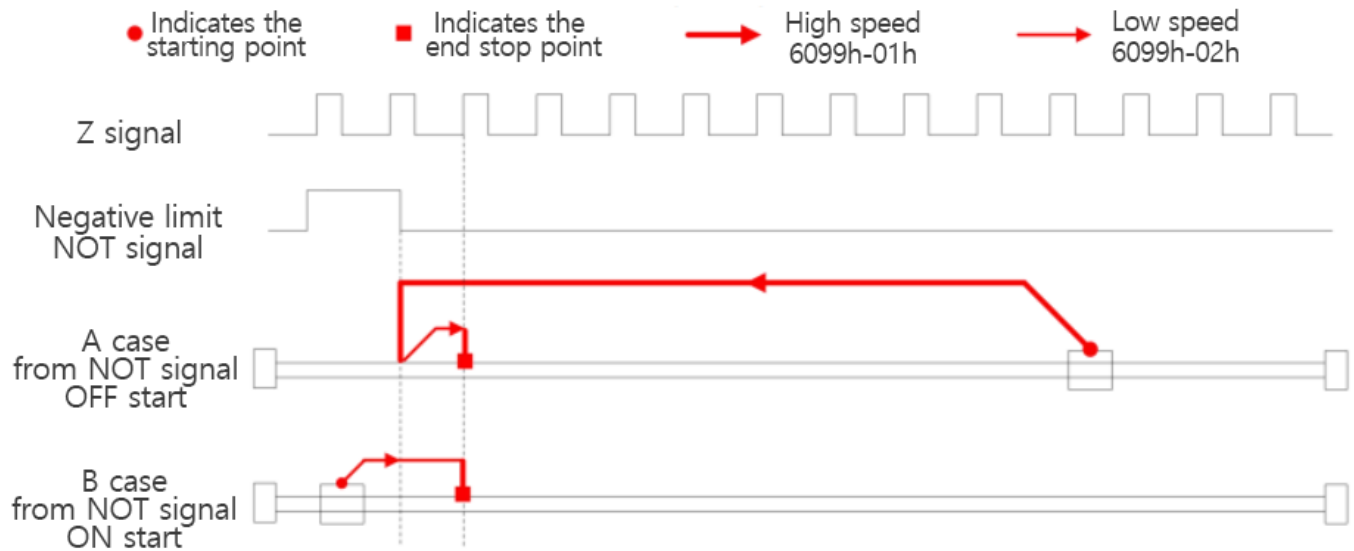 Indicates the
starting point
Indicates the
end stop point
High speed
6099h-01h
Low speed
6099h-02h
Z signal
Negative limit
NOT signal
A case
from NOT signal
OFF start
B case
from NOT signal
ON start